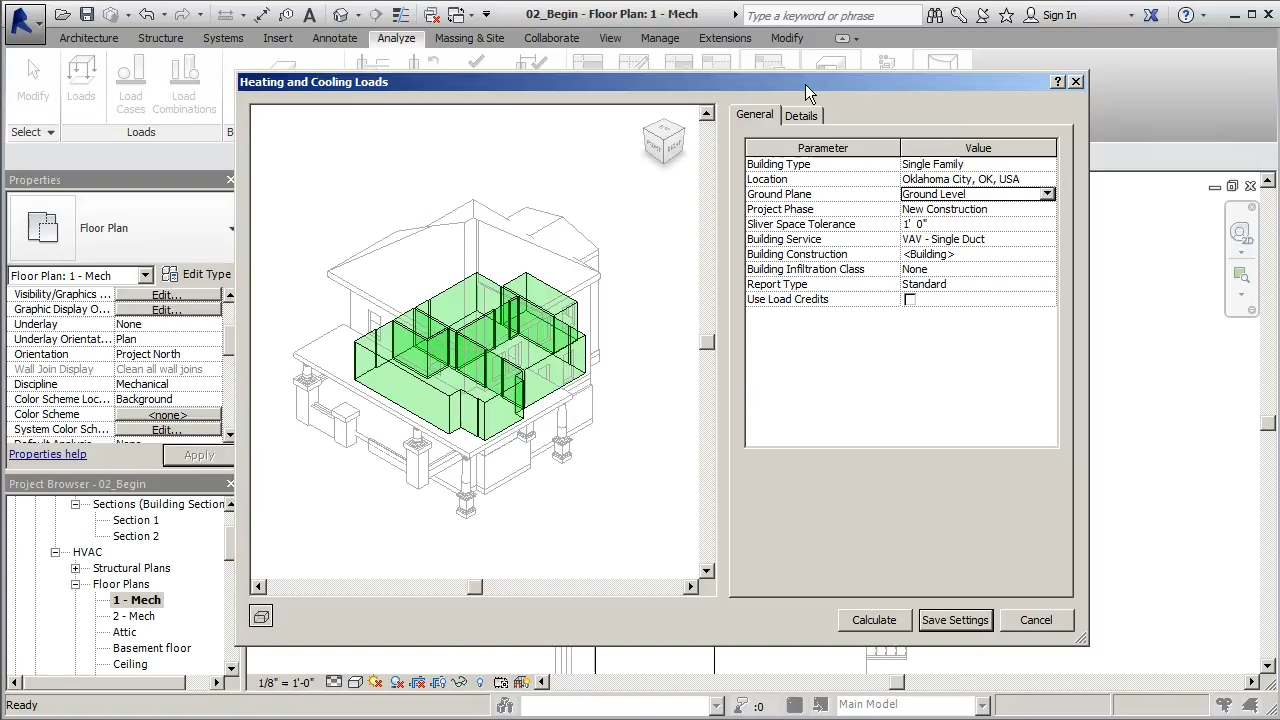 02_Begin - Floor Plan: 1 - Mech
Type a keyword or phrase
Sign In
Architecture
Structure
Systems
Insert
Annotate
Analyze
Massing & Site
Collaborate
View
Manage
Extensions
Modify
Modify
Loads
Load Cases
Load Combinations
Select
Loads
B
Heating and Cooling Loads
General
Details
Parameter Value
Building Type Single Family
Location Oklahoma City, OK, USA
Ground Plane Ground Level
Project Phase New Construction
Sliver Space Tolerance 1' 0"
Building Service VAV - Single Duct
Building Construction <Building>
Building Infiltration Class None
Report Type Standard
Use Load Credits
Calculate
Save Settings
Cancel
Properties
Floor Plan
Floor Plan: 1 - Mech
Edit Type
Visibility/Graphics ... Edit...
Graphic Display O... Edit...
Underlay None
Underlay Orientat... Plan
Orientation Project North
Wall Join Display Clean all wall joins
Discipline Mechanical
Color Scheme Loc... Background
Color Scheme <none>
System Color Sch... Edit...
Properties help
Apply
Project Browser - 02_Begin
Sections (Building Section
Section 1
Section 2
HVAC
Structural Plans
Floor Plans
1 - Mech
2 - Mech
Attic
Basement floor
Ceiling
1/8" = 1'-0"
Ready
:0
Main Model